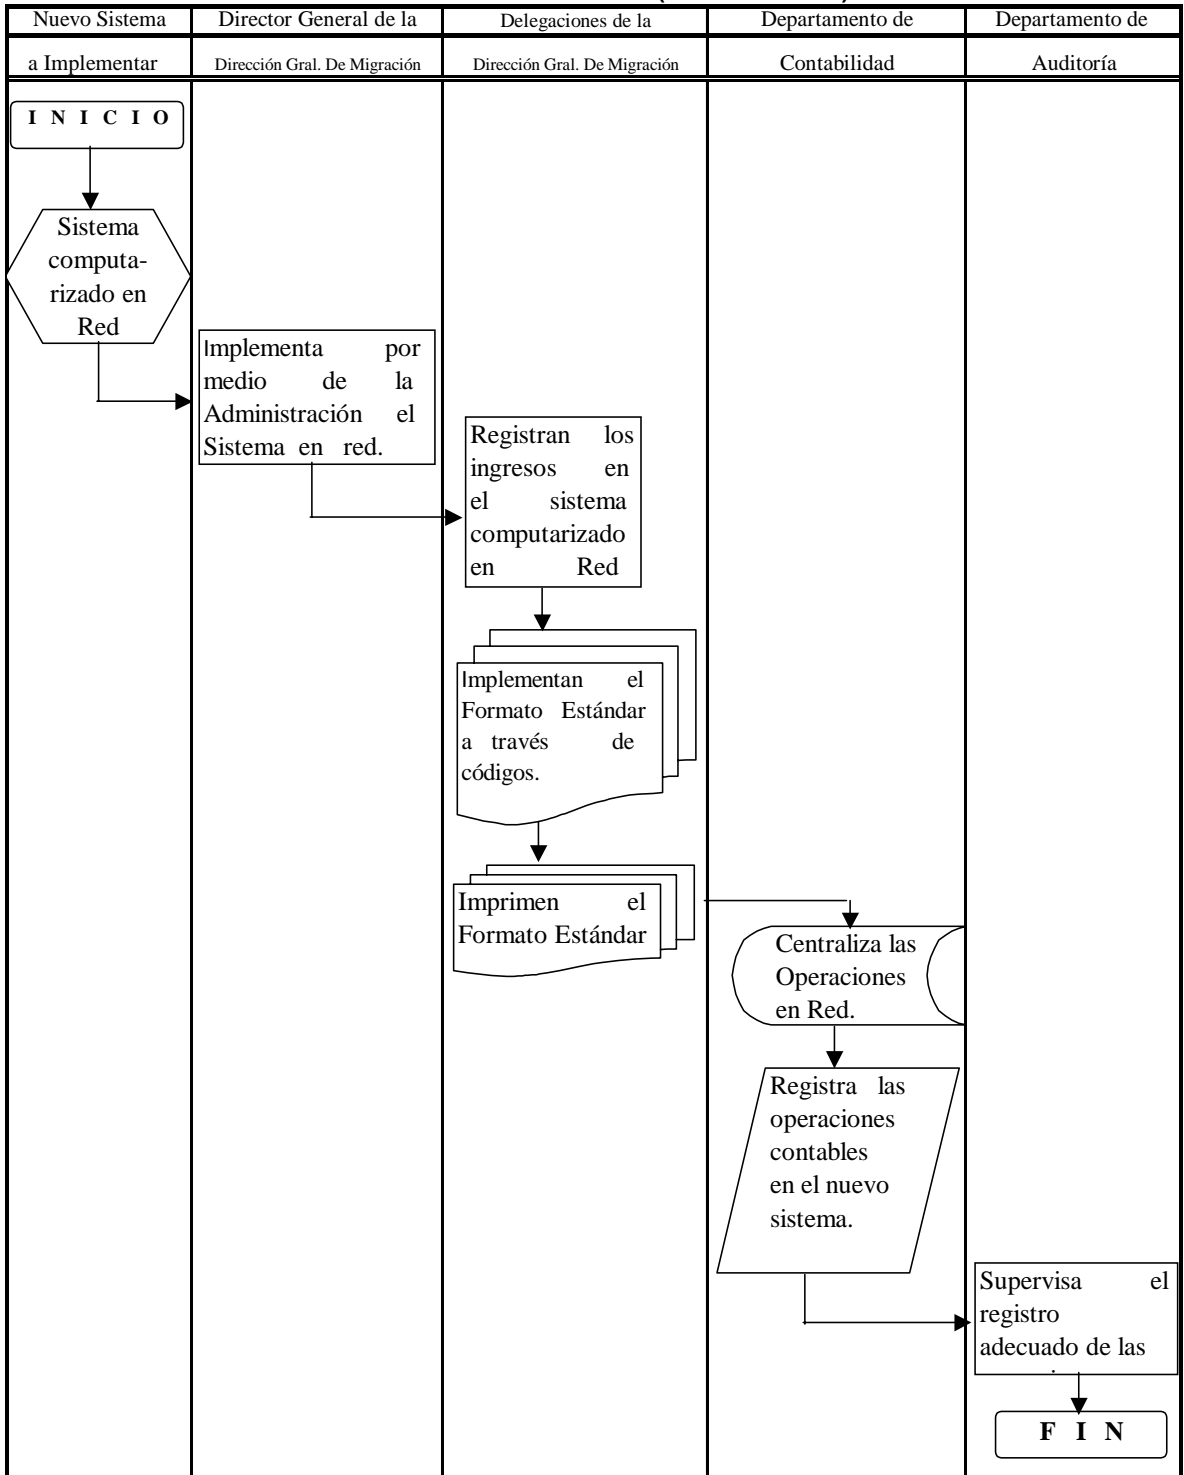 Nuevo Sistema
a Implementar
Director General de la
Dirección Gral. De Migración
Delegaciones de la
Dirección Gral. De Migración
Departamento de
Contabilidad
Departamento de
Auditoría
I N I C I O
Sistema
computa-
rizado en
Red
Implementa por
medio de la
Administración el
Sistema en red.
Registran los
ingresos en
el sistema
computarizado
en Red
Implementan el
Formato Estándar
a través de
códigos.
Imprimen el
Formato Estándar
Centraliza las
Operaciones
en Red.
Registra las
operaciones
contables
en el nuevo
sistema.
Supervisa el
registro
adecuado de las
F I N